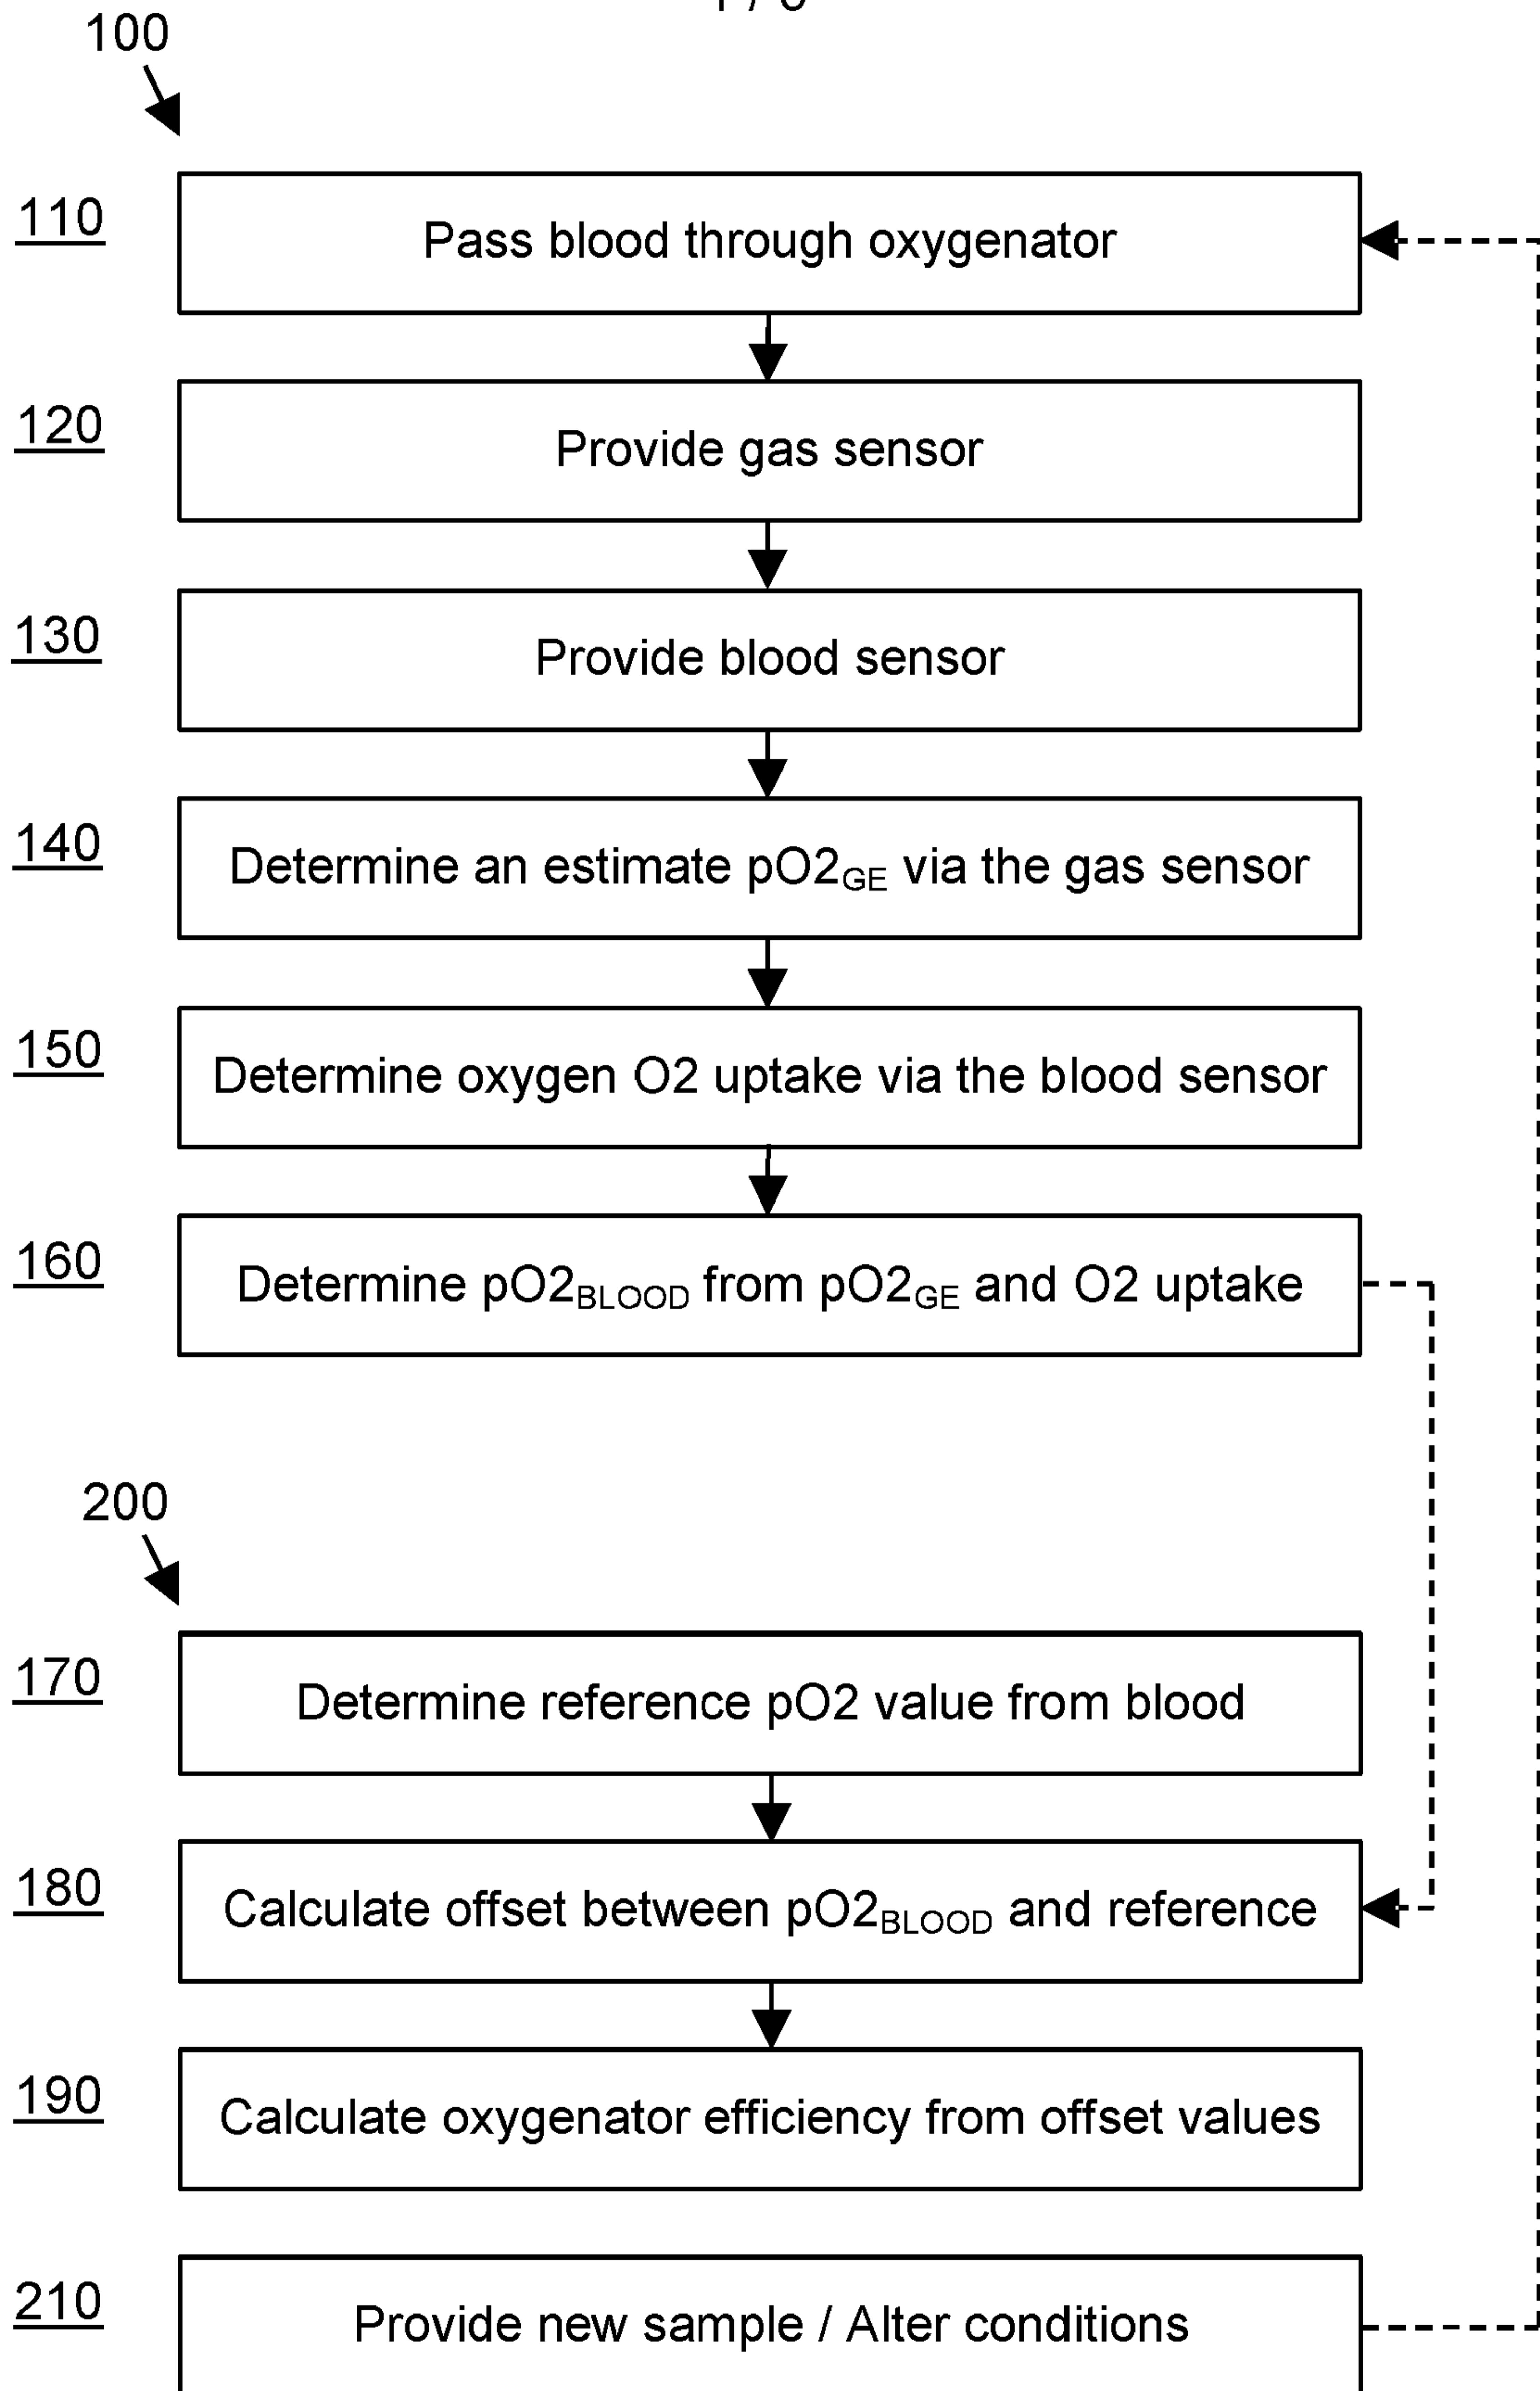 100
110 Pass blood through oxygenator
120 Provide gas sensor
130 Provide blood sensor
140 Determine an estimate pO2GE via the gas sensor
150 Determine oxygen O2 uptake via the blood sensor
160 Determine pO2BLOOD from pO2GE and O2 uptake
200
170 Determine reference pO2 value from blood
180 Calculate offset between pO2BLOOD and reference
190 Calculate oxygenator efficiency from offset values
210 Provide new sample / Alter conditions